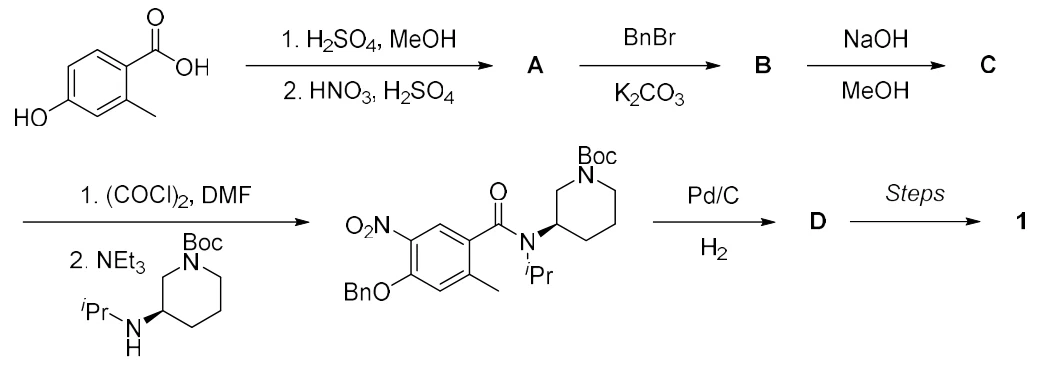 O
OH
HO
1. H₂SO₄, MeOH
2. HNO₃, H₂SO₄
A
BnBr
K₂CO₃
B
NaOH
MeOH
C
1. (COCl)₂, DMF
2. NEt₃
Boc
N
ⁱPr
N
H
O₂N
BnO
O
N
ⁱPr
Boc
N
Pd/C
H₂
D
Steps
1